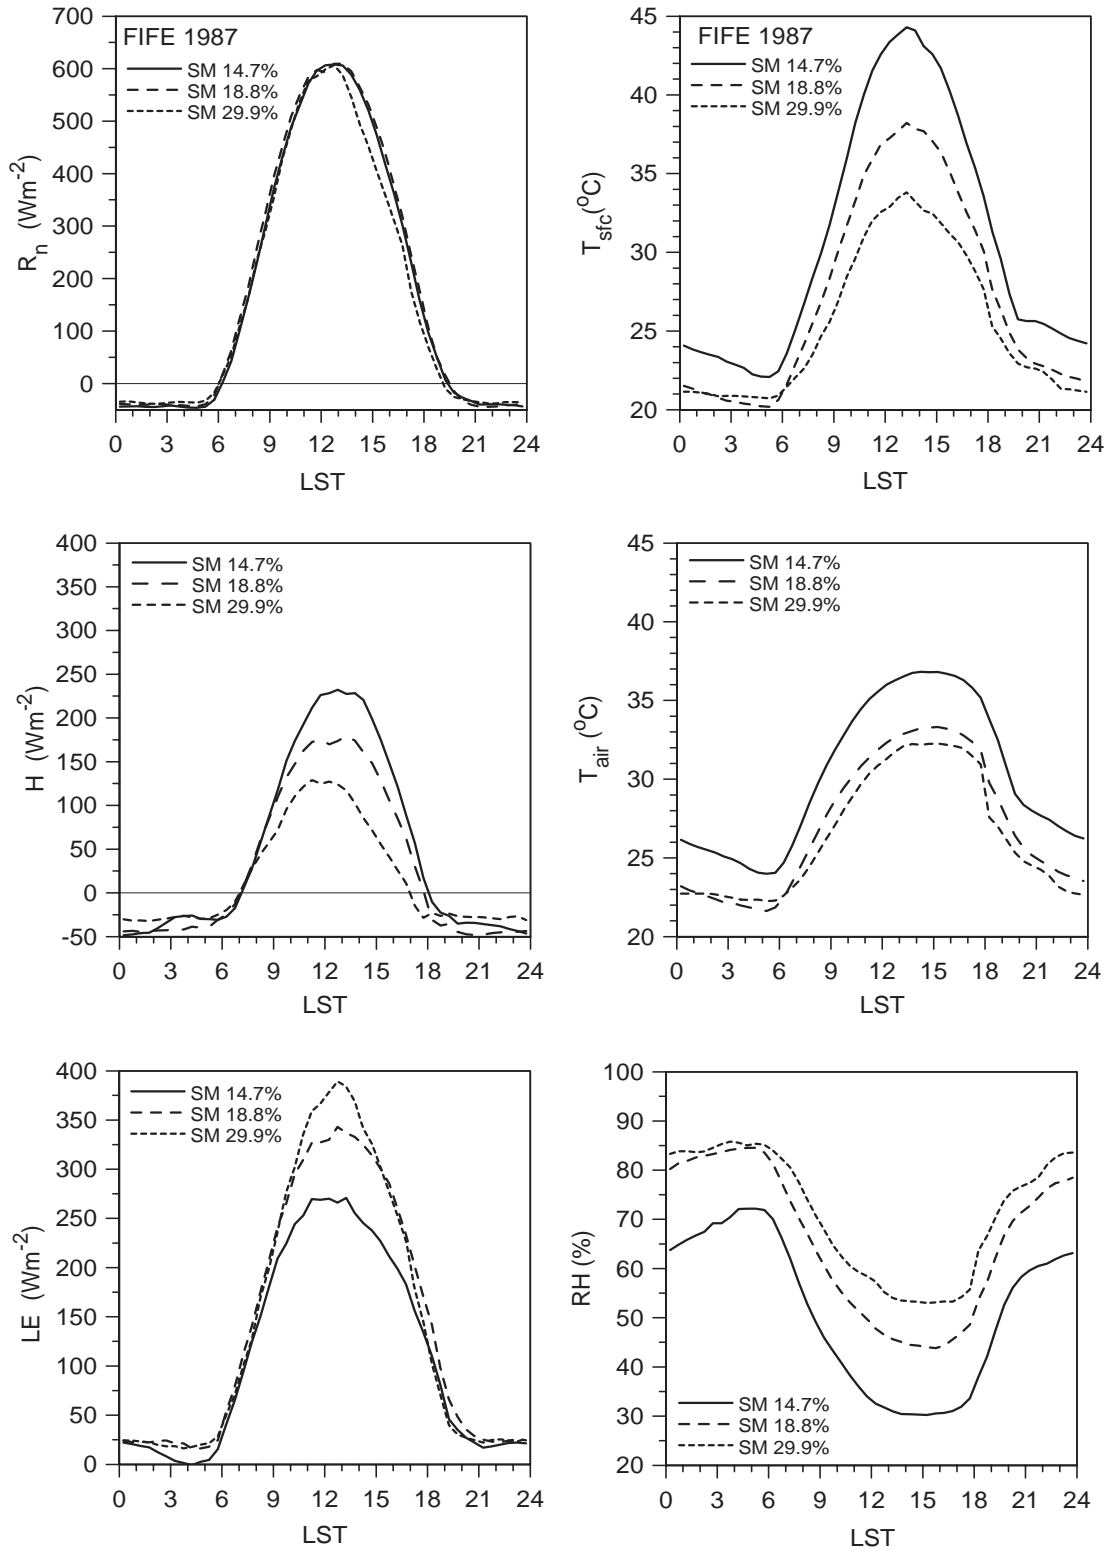 FIFE 1987
SM 14.7%
SM 18.8%
SM 29.9%
700
600
500
400
300
200
100
0
R_n (Wm^-2)
0 3 6 9 12 15 18 21 24
LST
FIFE 1987
SM 14.7%
SM 18.8%
SM 29.9%
45
40
35
30
25
20
T_sfc (°C)
0 3 6 9 12 15 18 21 24
LST
SM 14.7%
SM 18.8%
SM 29.9%
400
350
300
250
200
150
100
50
0
-50
H (Wm^-2)
0 3 6 9 12 15 18 21 24
LST
SM 14.7%
SM 18.8%
SM 29.9%
45
40
35
30
25
20
T_air (°C)
0 3 6 9 12 15 18 21 24
LST
SM 14.7%
SM 18.8%
SM 29.9%
400
350
300
250
200
150
100
50
0
LE (Wm^-2)
0 3 6 9 12 15 18 21 24
LST
100
90
80
70
60
50
40
30
20
RH (%)
SM 14.7%
SM 18.8%
SM 29.9%
0 3 6 9 12 15 18 21 24
LST